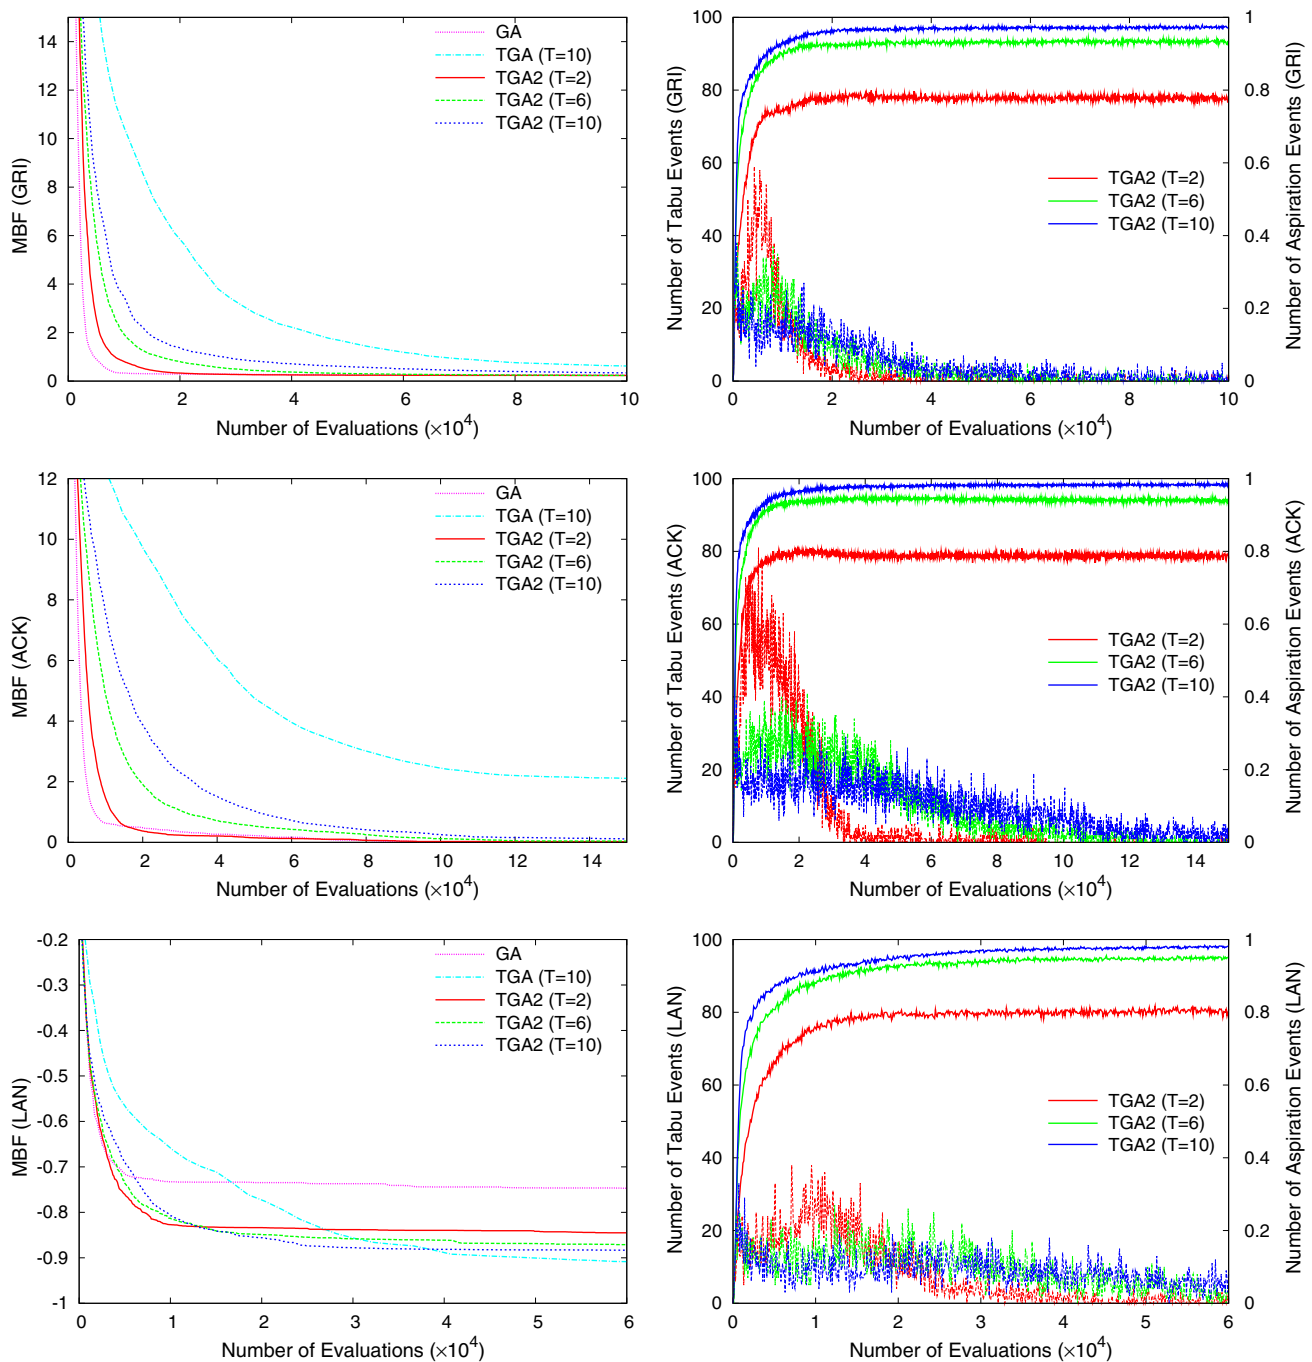 MBF (GRI)
14
12
10
8
6
4
2
0
GA
TGA (T=10)
TGA2 (T=2)
TGA2 (T=6)
TGA2 (T=10)
0 2 4 6 8 10
Number of Evaluations (×10⁴)
Number of Tabu Events (GRI)
100
80
60
40
20
0
TGA2 (T=2)
TGA2 (T=6)
TGA2 (T=10)
1
0.8
0.6
0.4
0.2
0
Number of Aspiration Events (GRI)
0 2 4 6 8 10
Number of Evaluations (×10⁴)
MBF (ACK)
12
10
8
6
4
2
0
GA
TGA (T=10)
TGA2 (T=2)
TGA2 (T=6)
TGA2 (T=10)
0 2 4 6 8 10 12 14
Number of Evaluations (×10⁴)
Number of Tabu Events (ACK)
100
80
60
40
20
0
TGA2 (T=2)
TGA2 (T=6)
TGA2 (T=10)
1
0.8
0.6
0.4
0.2
0
Number of Aspiration Events (ACK)
0 2 4 6 8 10 12 14
Number of Evaluations (×10⁴)
MBF (LAN)
-0.2
-0.3
-0.4
-0.5
-0.6
-0.7
-0.8
-0.9
-1
GA
TGA (T=10)
TGA2 (T=2)
TGA2 (T=6)
TGA2 (T=10)
0 1 2 3 4 5 6
Number of Evaluations (×10⁴)
Number of Tabu Events (LAN)
100
80
60
40
20
0
TGA2 (T=2)
TGA2 (T=6)
TGA2 (T=10)
1
0.8
0.6
0.4
0.2
0
Number of Aspiration Events (LAN)
0 1 2 3 4 5 6
Number of Evaluations (×10⁴)